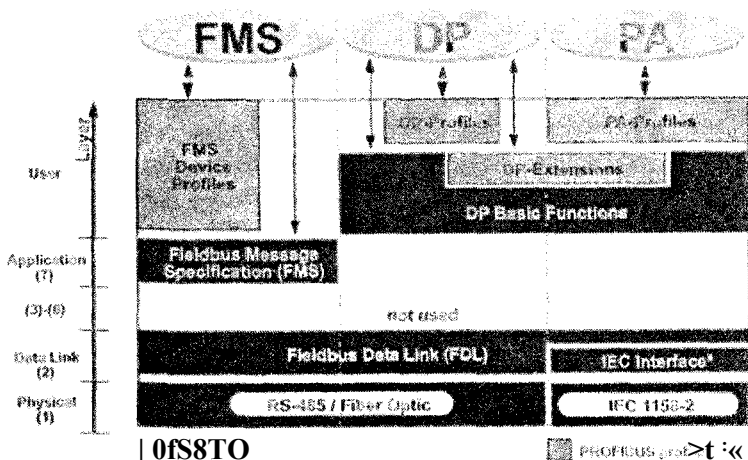 FMS
DP
PA
Layer
FMS
Device
Profiles
DP-Profiles
PA-Profiles
User
DP-Extensions
DP Basic Functions
Application
(7)
Fieldbus Message
Specification (FMS)
(3)-(6)
not used
Data Link
(2)
Fieldbus Data Link (FDL)
IEC Interface*
Physical
(1)
RS-485 / Fiber Optic
IEC 1158-2
| 0fS8TO
PROFIBUS >t :«